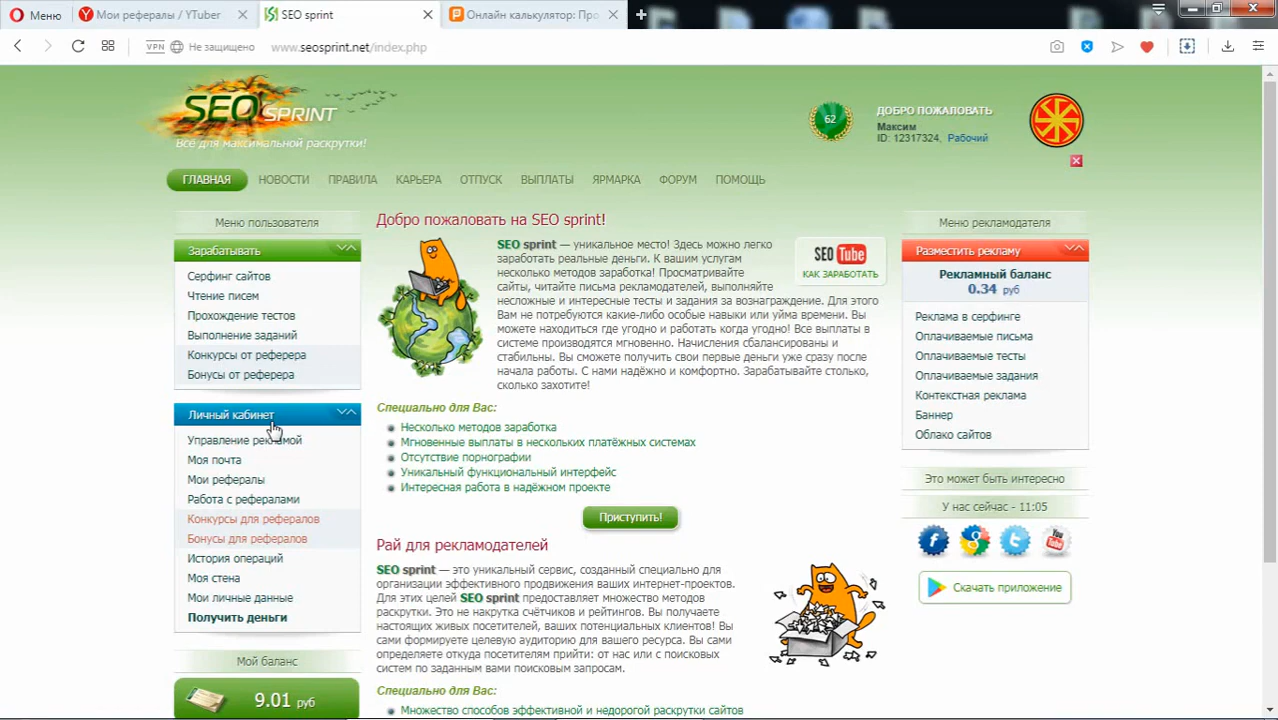 Меню
Мои рефералы / YTuber
SEO sprint
Онлайн калькулятор: Про
VPN
Не защищено
www.seosprint.net/index.php
SEO SPRINT
Всё для максимальной раскрутки!
62
ДОБРО ПОЖАЛОВАТЬ
Максим
ID: 12317324, Рабочий
ГЛАВНАЯ
НОВОСТИ
ПРАВИЛА
КАРЬЕРА
ОТПУСК
ВЫПЛАТЫ
ЯРМАРКА
ФОРУМ
ПОМОЩЬ
Меню пользователя
Зарабатывать
Серфинг сайтов
Чтение писем
Прохождение тестов
Выполнение заданий
Конкурсы от реферера
Бонусы от реферера
Личный кабинет
Управление рекламой
Моя почта
Мои рефералы
Работа с рефералами
Конкурсы для рефералов
Бонусы для рефералов
История операций
Моя стена
Мои личные данные
Получить деньги
Мой баланс
9.01 руб
Добро пожаловать на SEO sprint!
SEO sprint — уникальное место! Здесь можно легко
заработать реальные деньги. К вашим услугам
несколько методов заработка! Просматривайте
сайты, читайте письма рекламодателей, выполняйте
несложные и интересные тесты и задания за вознаграждение. Для этого
Вам не потребуются какие-либо особые навыки или уйма времени. Вы
можете находиться где угодно и работать когда угодно! Все выплаты в
системе производятся мгновенно. Начисления сбалансированы и
стабильны. Вы сможете получить свои первые деньги уже сразу после
начала работы. С нами надёжно и комфортно. Зарабатывайте столько,
сколько захотите!
SEO Tube
КАК ЗАРАБОТАТЬ
Специально для Вас:
Несколько методов заработка
Мгновенные выплаты в нескольких платёжных системах
Отсутствие порнографии
Уникальный функциональный интерфейс
Интересная работа в надёжном проекте
Приступить!
Рай для рекламодателей
SEO sprint — это уникальный сервис, созданный специально для
организации эффективного продвижения ваших интернет-проектов.
Для этих целей SEO sprint предоставляет множество методов
раскрутки. Это не накрутка счётчиков и рейтингов. Вы получаете
настоящих живых посетителей, ваших потенциальных клиентов! Вы
сами формируете целевую аудиторию для вашего ресурса. Вы сами
определяете откуда посетителям прийти: от нас или с поисковых
систем по заданным вами поисковым запросам.
Специально для Вас:
Множество способов эффективной и недорогой раскрутки сайтов
Меню рекламодателя
Разместить рекламу
Рекламный баланс
0.34 руб
Реклама в серфинге
Оплачиваемые письма
Оплачиваемые тесты
Оплачиваемые задания
Контекстная реклама
Баннер
Облако сайтов
Это может быть интересно
У нас сейчас - 11:05
You Tube
Скачать приложение